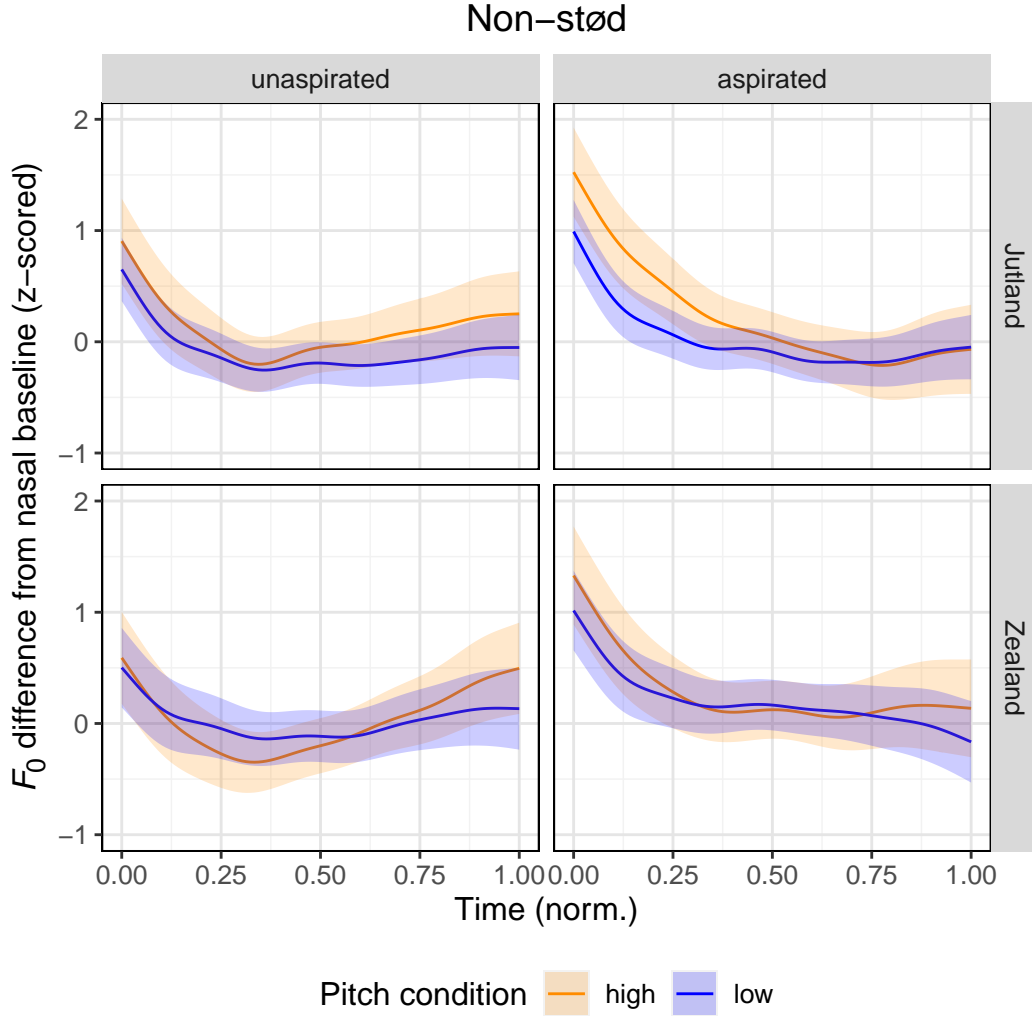 Non−stød
unaspirated
aspirated
F0 difference from nasal baseline (z−scored)
2
1
0
−1
Jutland
2
1
0
−1
Zealand
0.00 0.25 0.50 0.75 1.00 0.00 0.25 0.50 0.75 1.00
Time (norm.)
Pitch condition high low